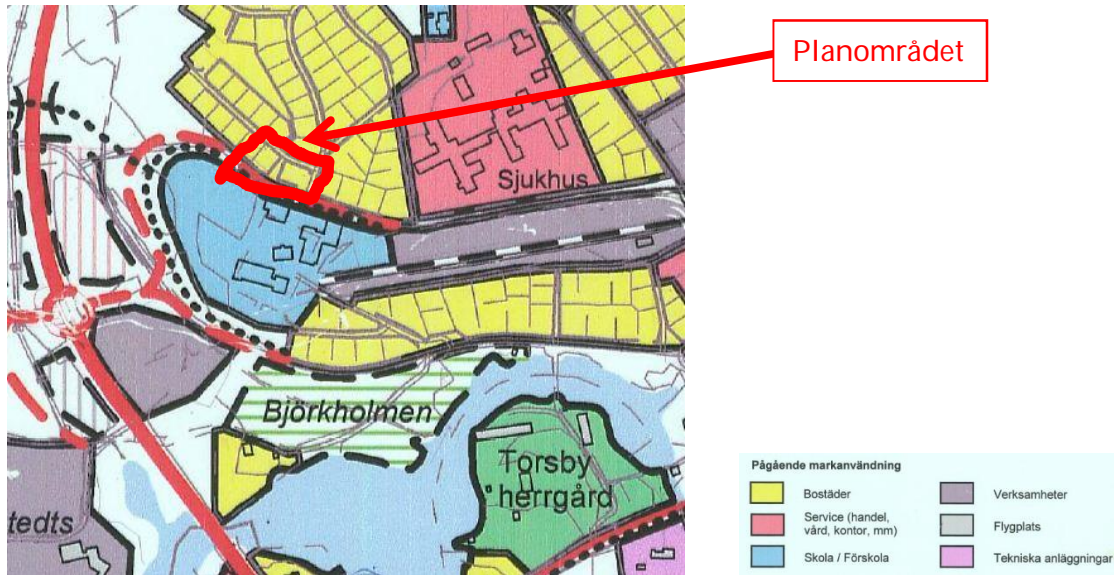 Planområdet
Sjukhus
Björkholmen
Torsby
herrgård
tedts
Pågående markanvändning
Bostäder
Service (handel,
vård, kontor, mm)
Skola / Förskola
Verksamheter
Flygplats
Tekniska anläggningar